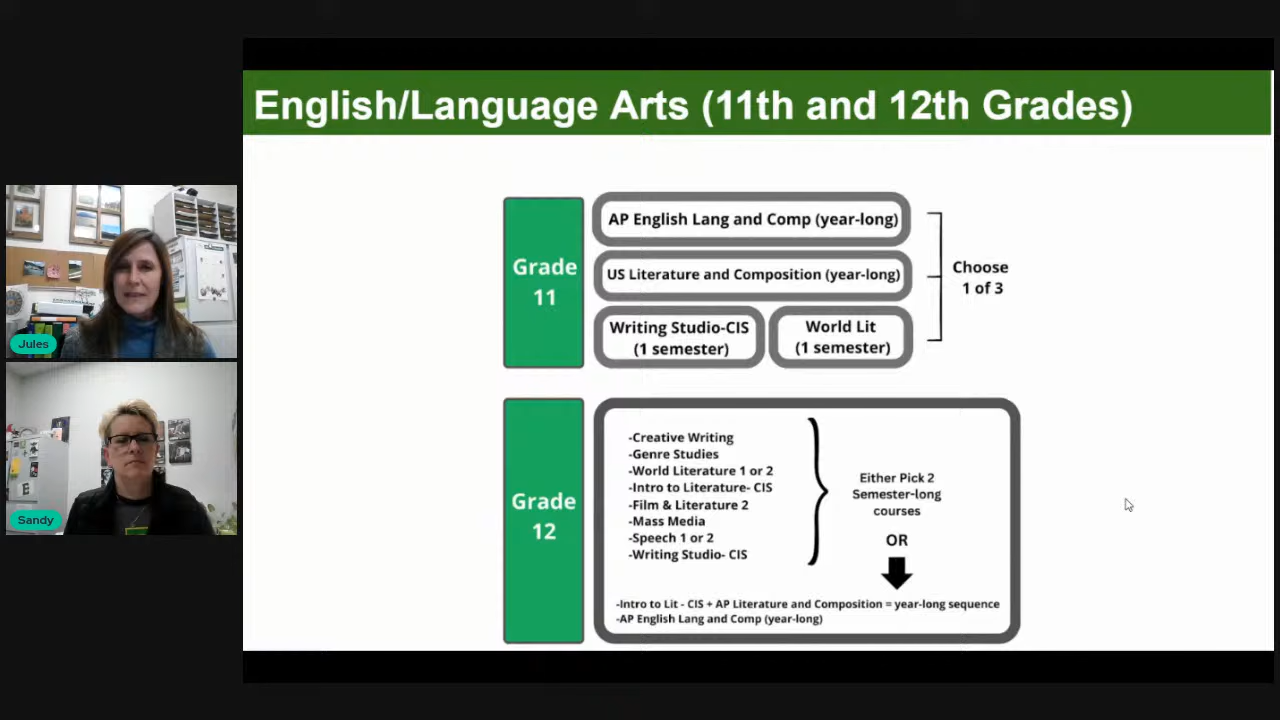 English/Language Arts (11th and 12th Grades)
Grade
11
AP English Lang and Comp (year-long)
US Literature and Composition (year-long)
Writing Studio-CIS
(1 semester)
World Lit
(1 semester)
Choose
1 of 3
Jules
Sandy
Grade
12
-Creative Writing
-Genre Studies
-World Literature 1 or 2
-Intro to Literature- CIS
-Film & Literature 2
-Mass Media
-Speech 1 or 2
-Writing Studio- CIS
Either Pick 2
Semester-long
courses
OR
-Intro to Lit - CIS + AP Literature and Composition = year-long sequence
-AP English Lang and Comp (year-long)